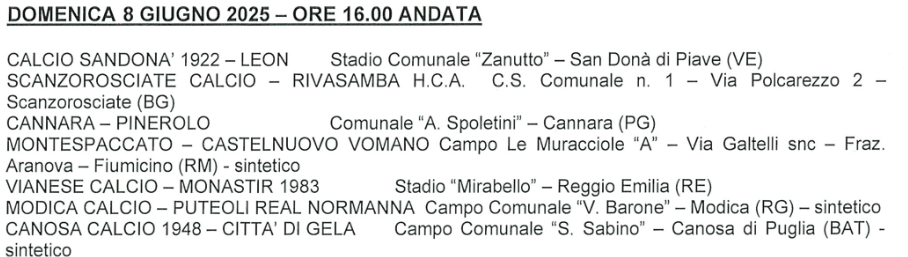 DOMENICA 8 GIUGNO 2025 – ORE 16.00 ANDATA
CALCIO SANDONA’ 1922 – LEON Stadio Comunale “Zanutto” – San Donà di Piave (VE)
SCANZOROSCIATE CALCIO – RIVASAMBA H.C.A. C.S. Comunale n. 1 – Via Polcarezzo 2 –
Scanzorosciate (BG)
CANNARA – PINEROLO Comunale “A. Spoletini” – Cannara (PG)
MONTESPACCATO – CASTELNUOVO VOMANO Campo Le Muracciole “A” – Via Galtelli snc – Fraz.
Aranova – Fiumicino (RM) - sintetico
VIANESE CALCIO – MONASTIR 1983 Stadio “Mirabello” – Reggio Emilia (RE)
MODICA CALCIO – PUTEOLI REAL NORMANNA Campo Comunale “V. Barone” – Modica (RG) – sintetico
CANOSA CALCIO 1948 – CITTA’ DI GELA Campo Comunale “S. Sabino” – Canosa di Puglia (BAT) -
sintetico